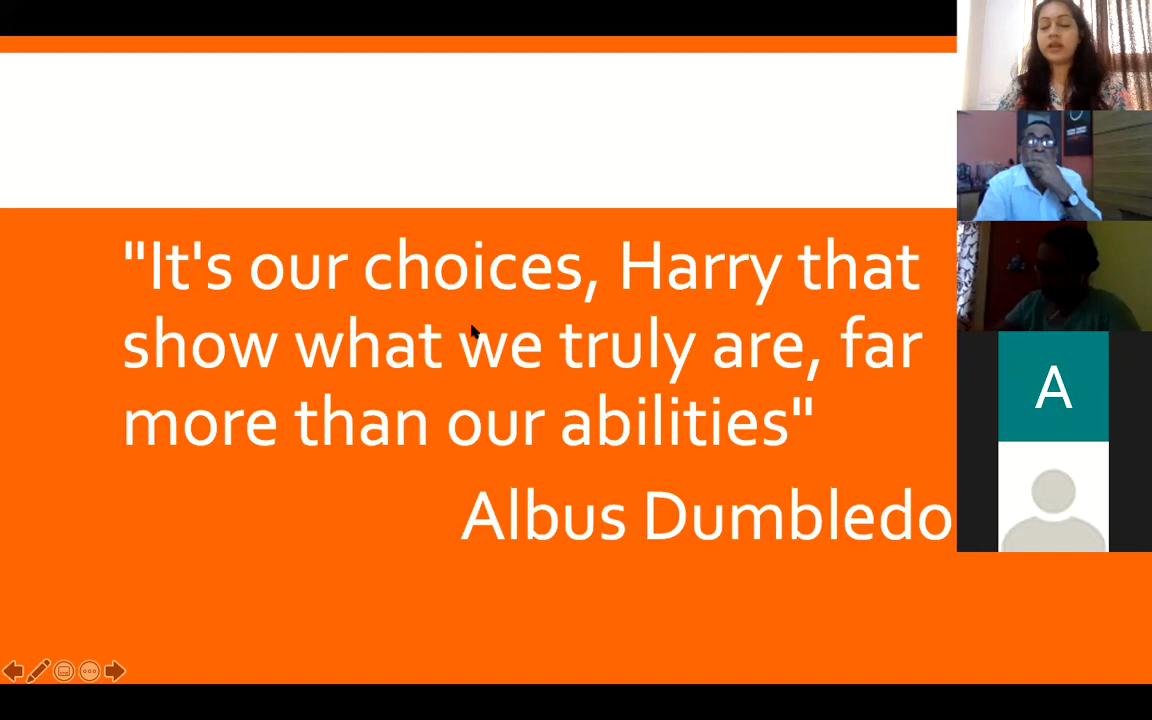 "It's our choices, Harry that
show what we truly are, far
more than our abilities"
Albus Dumbledo
A